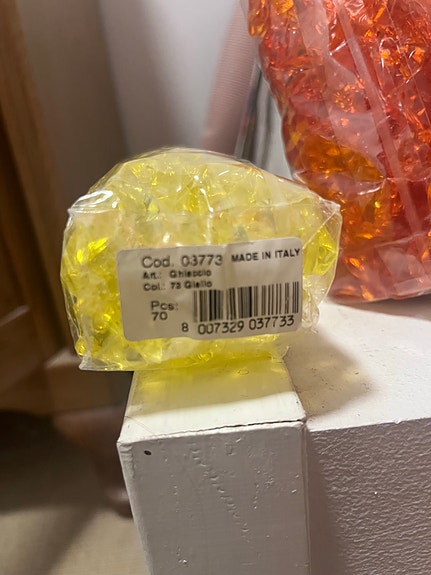 Cod. 03773 MADE IN ITALY
Art.: Ghiaccio
Col.: 73 Giallo
Pcs:
70
8 007329 037733